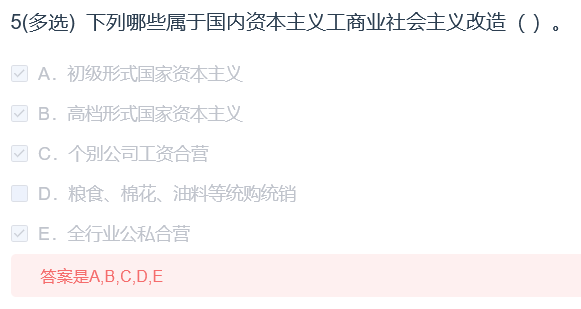 5(多选) 下列哪些属于国内资本主义工商业社会主义改造（ ）。
A. 初级形式国家资本主义
B. 高档形式国家资本主义
C. 个别公司工资合营
D. 粮食、棉花、油料等统购统销
E. 全行业公私合营
答案是A,B,C,D,E